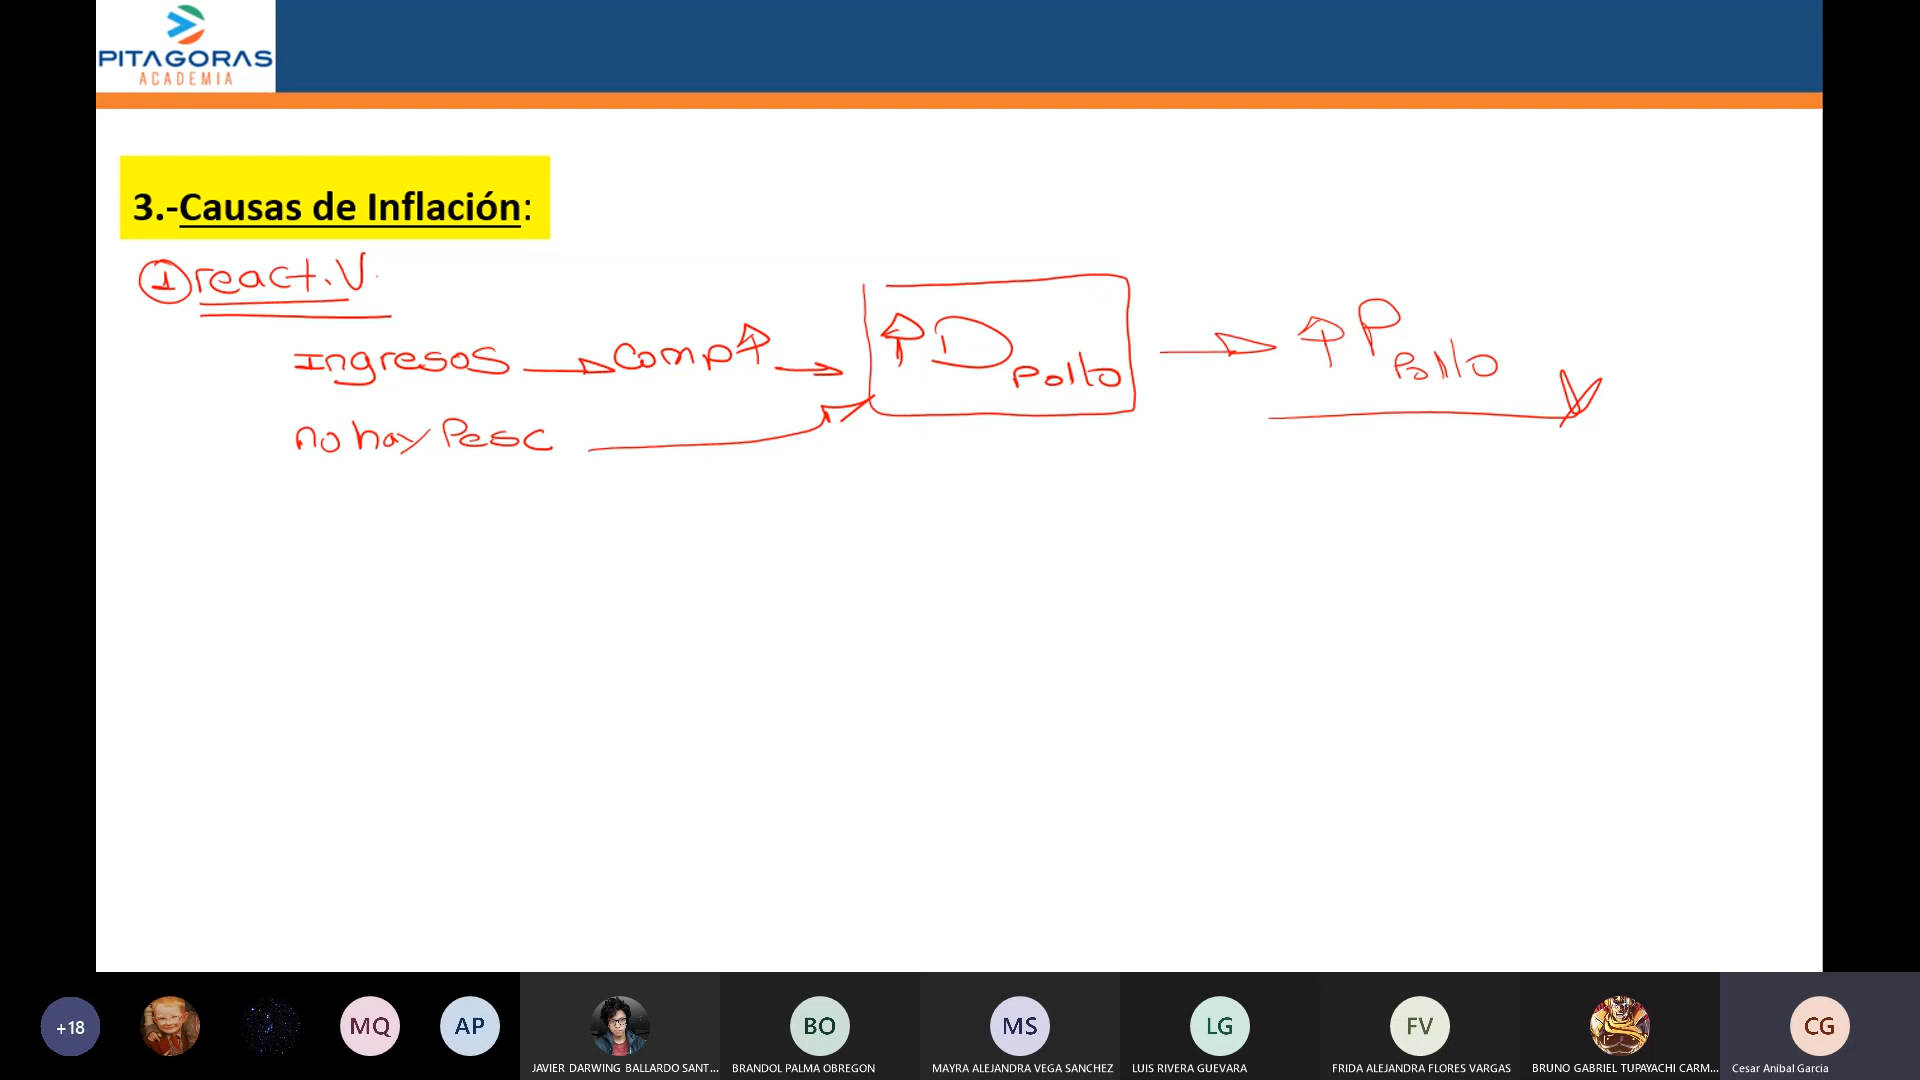 PITAGORAS
ACADEMIA
3.-Causas de Inflación:
1 react.V
Ingresos → Comp↑ → ↑D pollo → ↑P Pollo
no hay Pesc
+18
MQ
AP
BO
MS
LG
FV
CG
JAVIER DARWING BALLARDO SANT...
BRANDOL PALMA OBREGON
MAYRA ALEJANDRA VEGA SANCHEZ
LUIS RIVERA GUEVARA
FRIDA ALEJANDRA FLORES VARGAS
BRUNO GABRIEL TUPAYACHI CARM...
Cesar Anibal Garcia